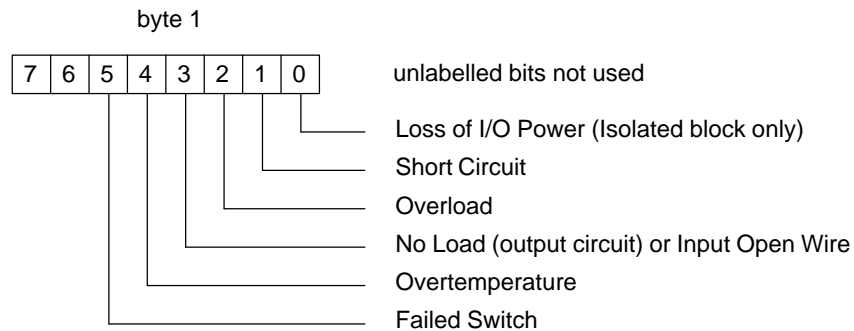 byte 1
7 6 5 4 3 2 1 0 unlabelled bits not used
Loss of I/O Power (Isolated block only)
Short Circuit
Overload
No Load (output circuit) or Input Open Wire
Overtemperature
Failed Switch